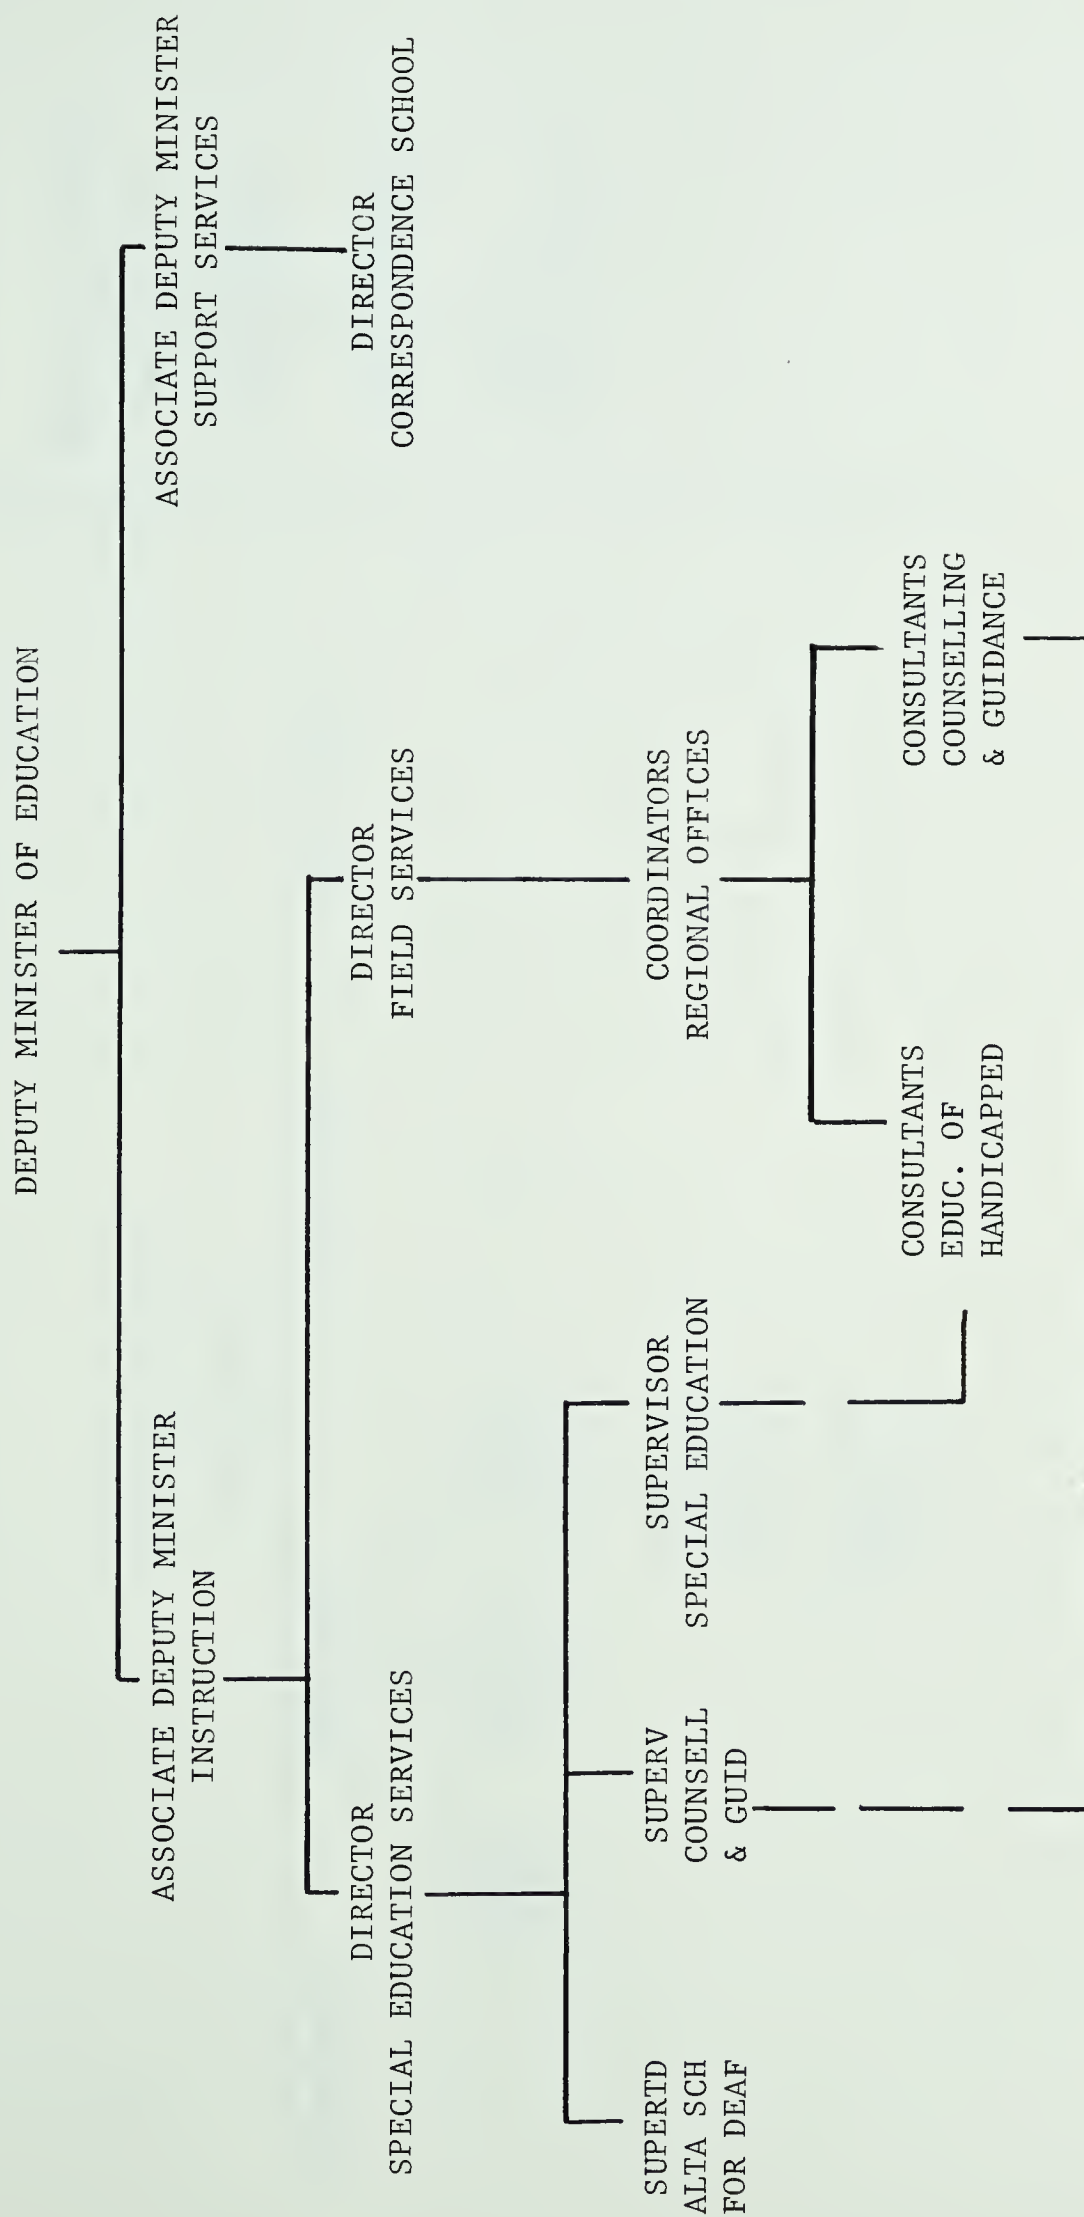 DEPUTY MINISTER OF EDUCATION
ASSOCIATE DEPUTY MINISTER
INSTRUCTION
ASSOCIATE DEPUTY MINISTER
SUPPORT SERVICES
DIRECTOR
SPECIAL EDUCATION SERVICES
DIRECTOR
FIELD SERVICES
DIRECTOR
CORRESPONDENCE SCHOOL
SUPERTD
ALTA SCH
FOR DEAF
SUPERV
COUNSELL
& GUID
SUPERVISOR
SPECIAL EDUCATION
COORDINATORS
REGIONAL OFFICES
CONSULTANTS
EDUC. OF
HANDICAPPED
CONSULTANTS
COUNSELLING
& GUIDANCE